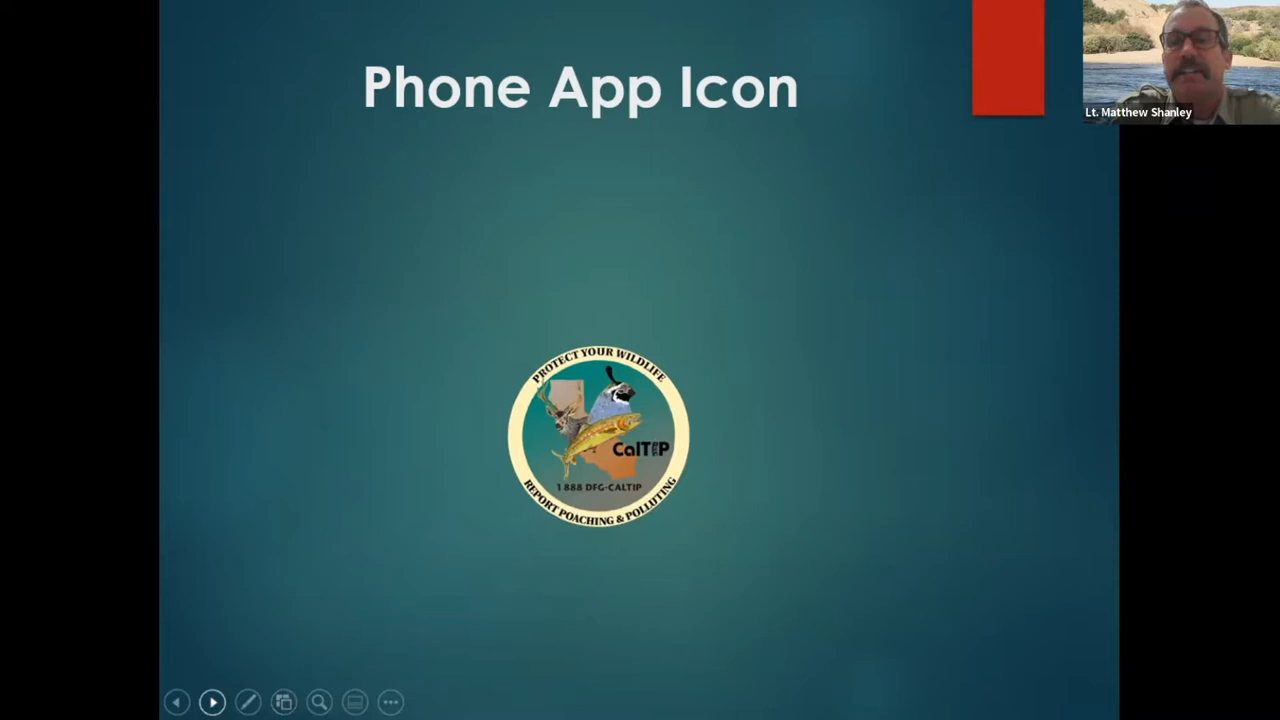 Phone App Icon
Lt. Matthew Shanley
PROTECT YOUR WILDLIFE
CalTIP
1 888 DFG-CALTIP
REPORT POACHING & POLLUTING